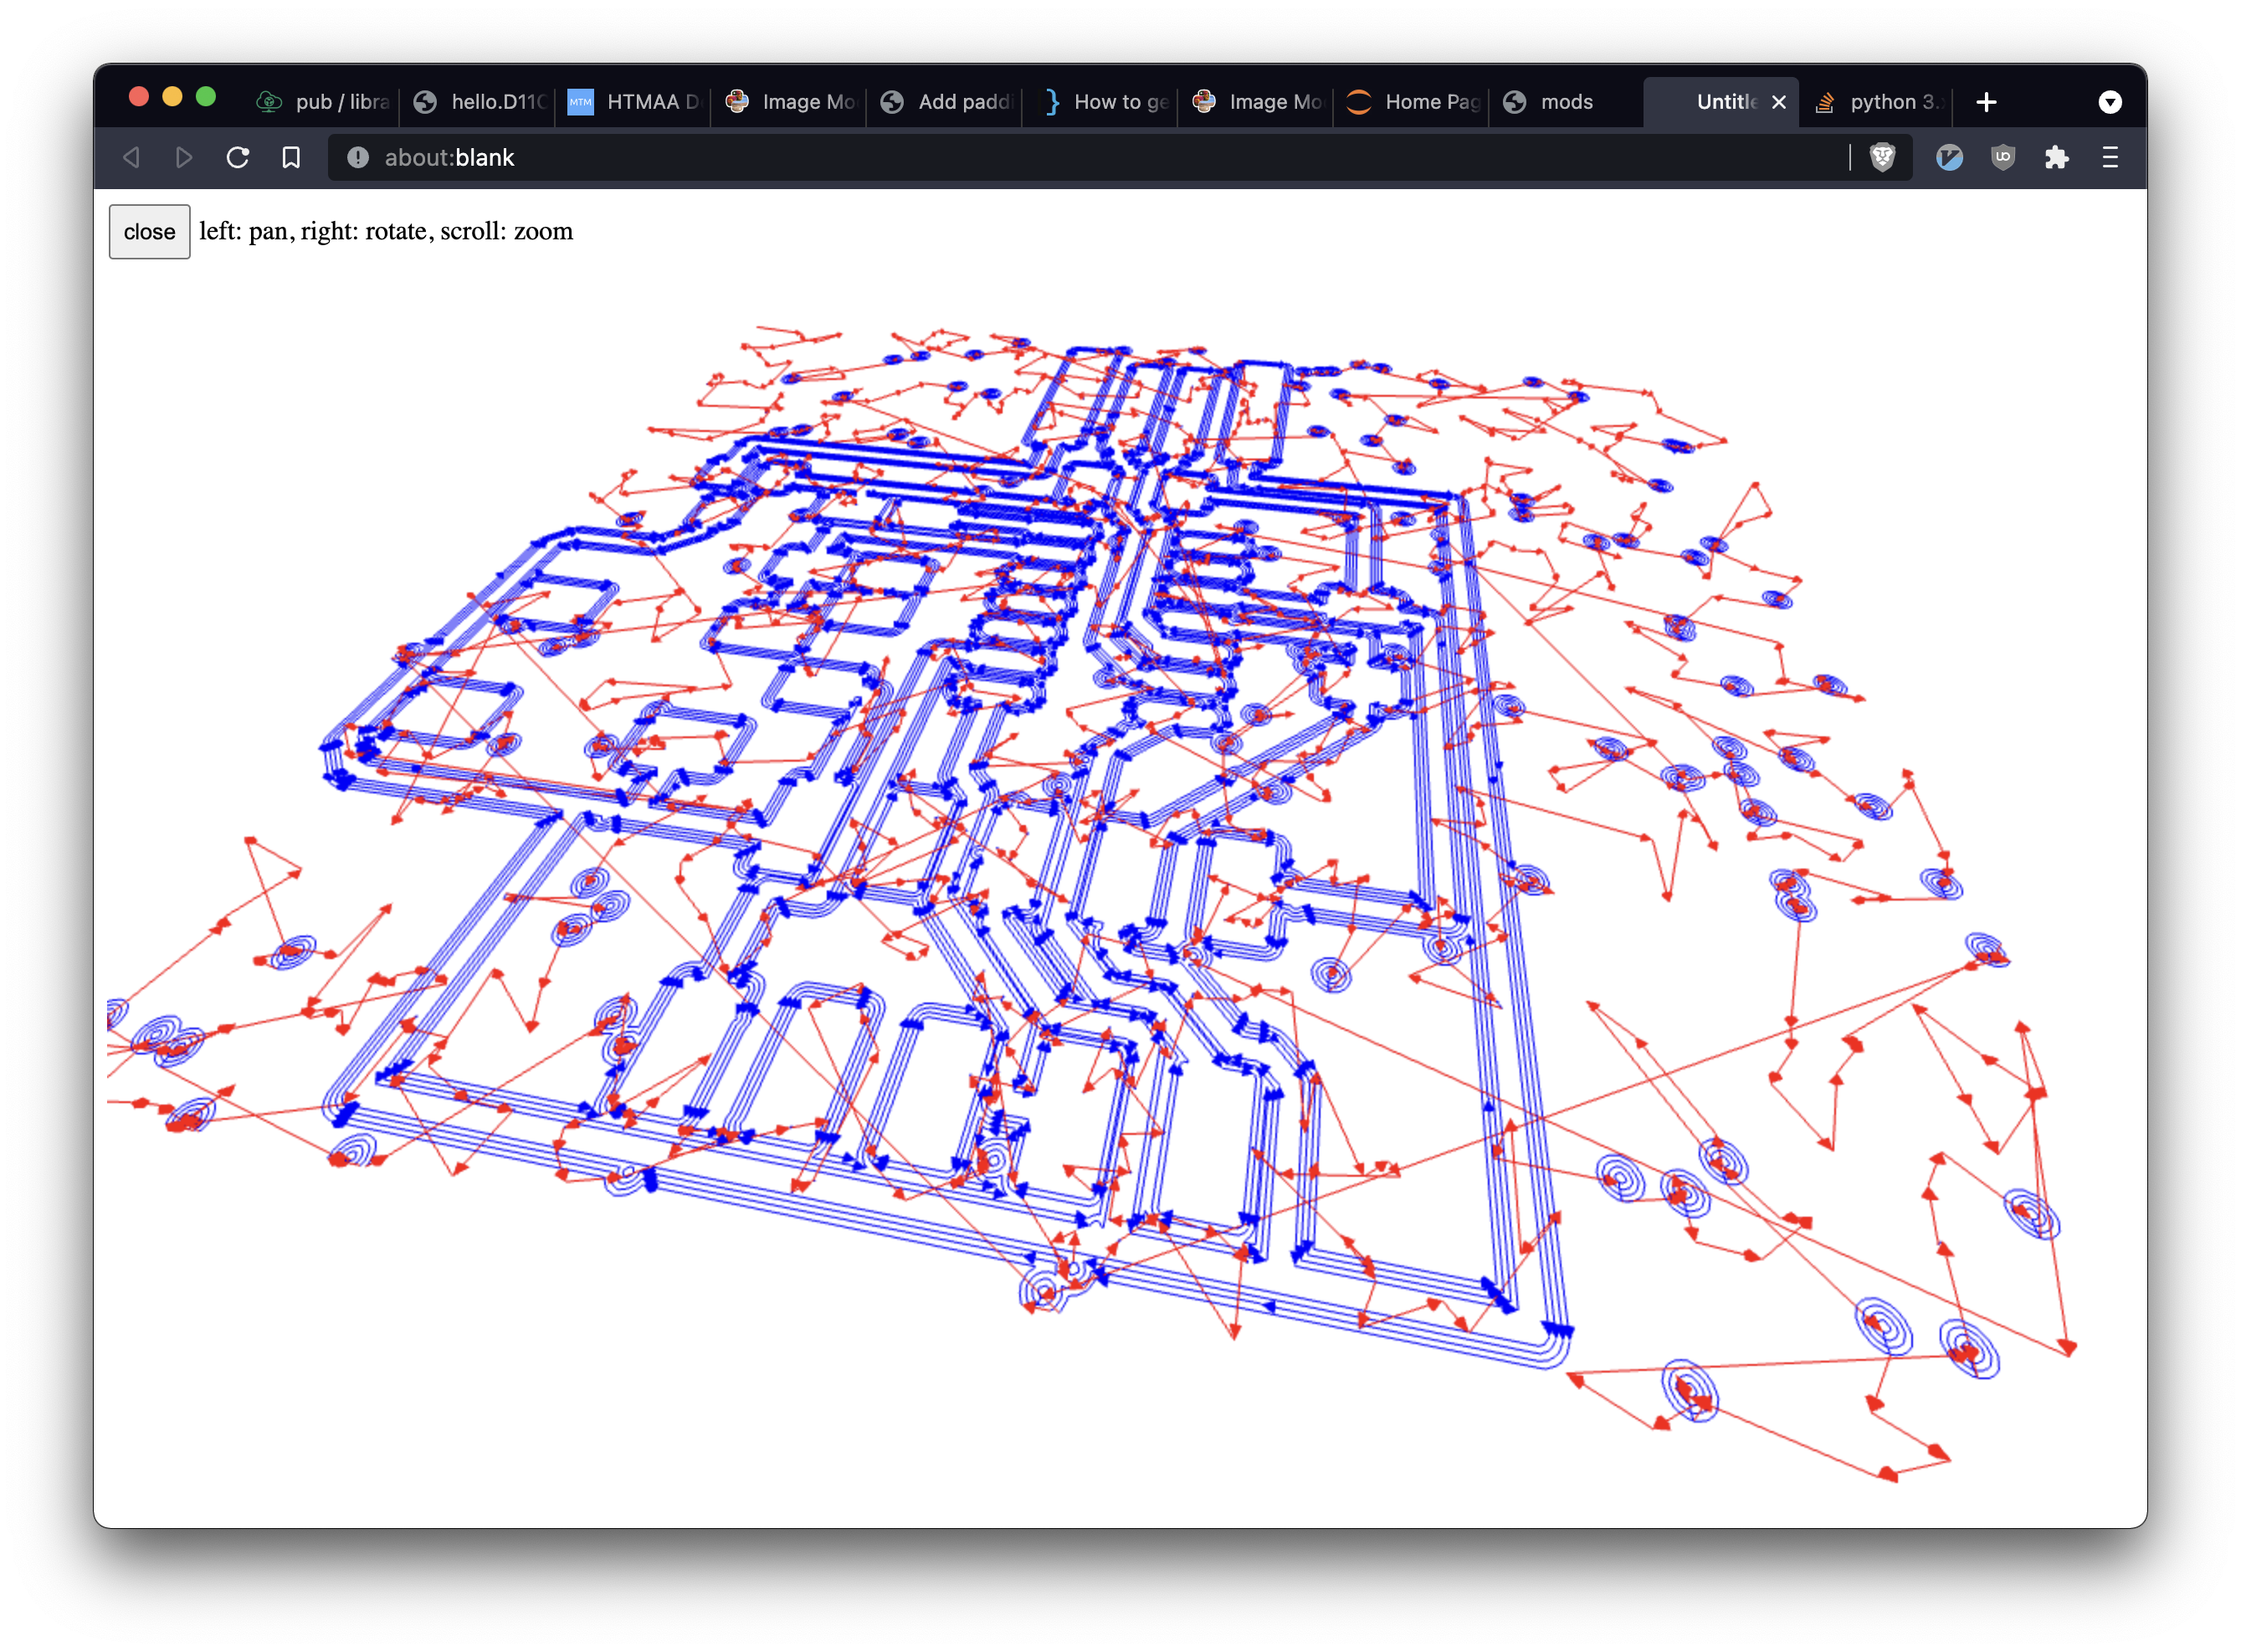 pub / libra hello.D11C MTM HTMAA D Image Mo Add paddi How to ge Image Mo Home Pag mods Untitle python 3.
about:blank
close left: pan, right: rotate, scroll: zoom